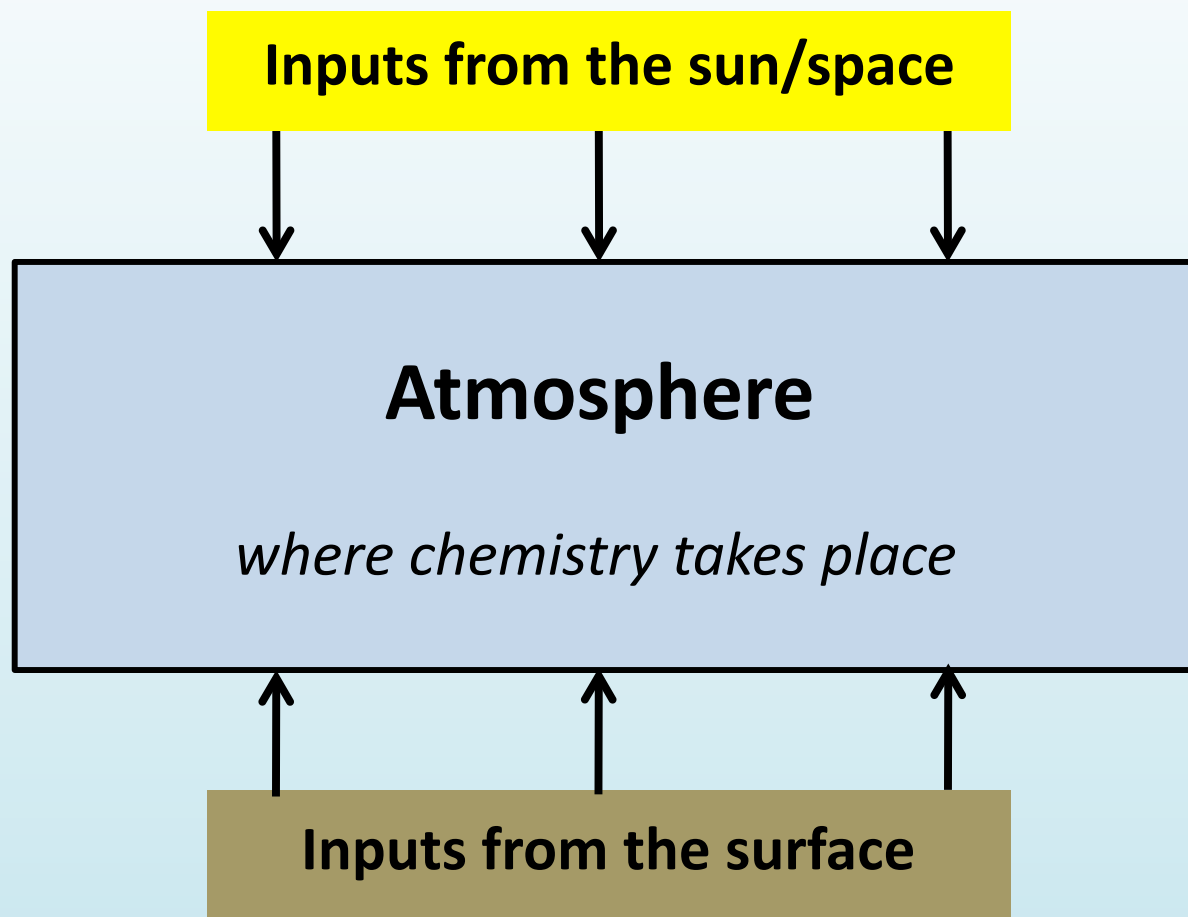 Inputs from the sun/space
Atmosphere
where chemistry takes place
Inputs from the surface